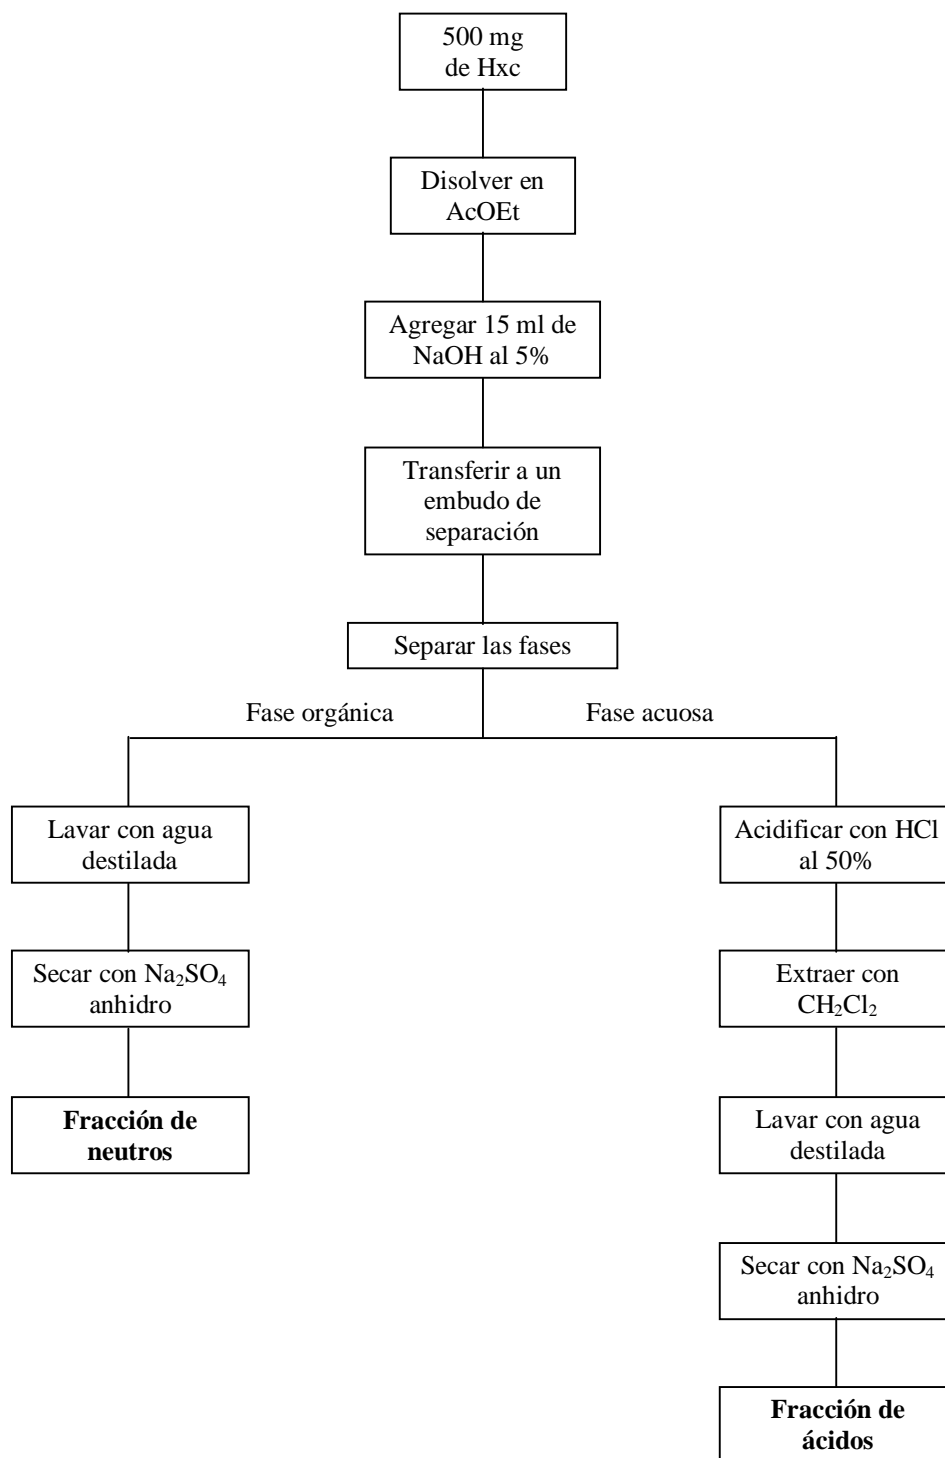 500 mg
de Hxc
Disolver en
AcOEt
Agregar 15 ml de
NaOH al 5%
Transferir a un
embudo de
separación
Separar las fases
Fase orgánica
Fase acuosa
Lavar con agua
destilada
Secar con Na₂SO₄
anhidro
Fracción de
neutros
Acidificar con HCl
al 50%
Extraer con
CH₂Cl₂
Lavar con agua
destilada
Secar con Na₂SO₄
anhidro
Fracción de
ácidos